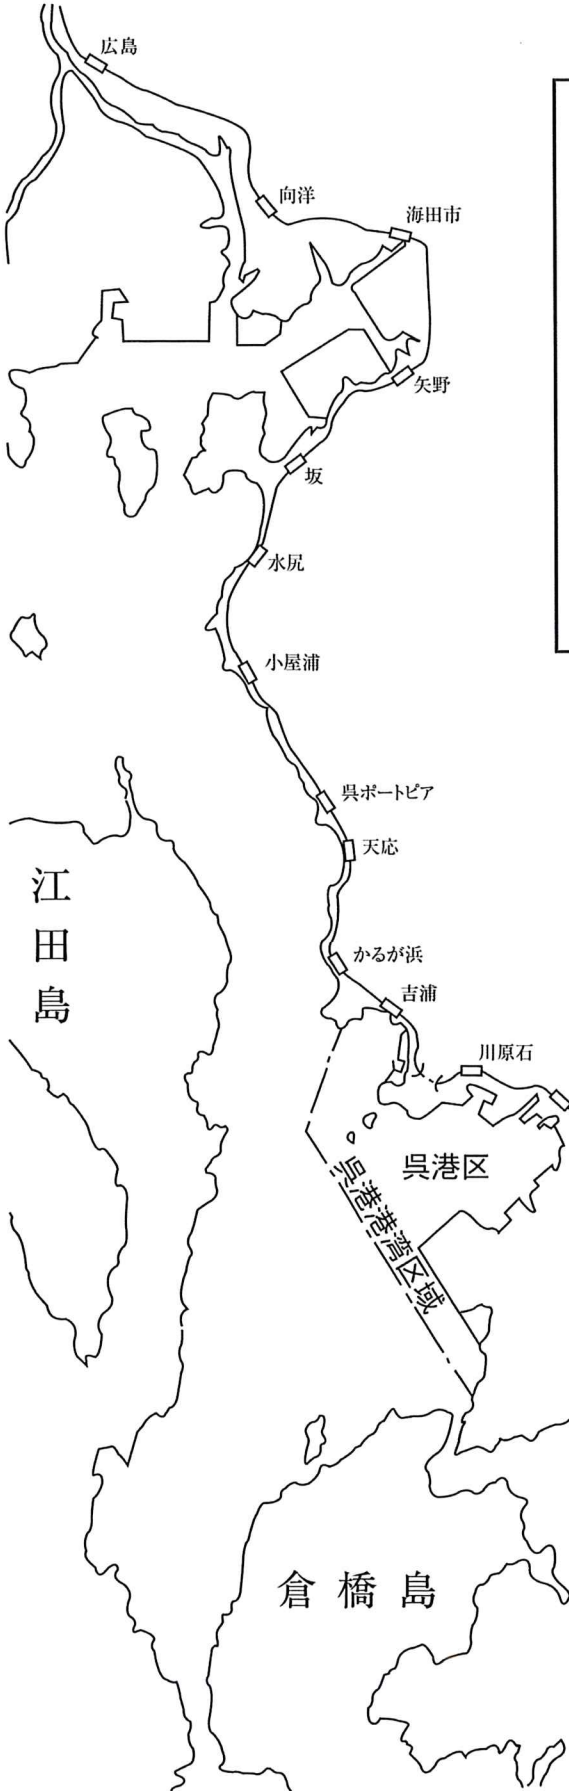 広島
向洋
海田市
矢野
坂
水尻
小屋浦
呉ポートピア
天応
江田島
かるが浜
吉浦
川原石
呉港区
呉港港湾区域
倉橋島